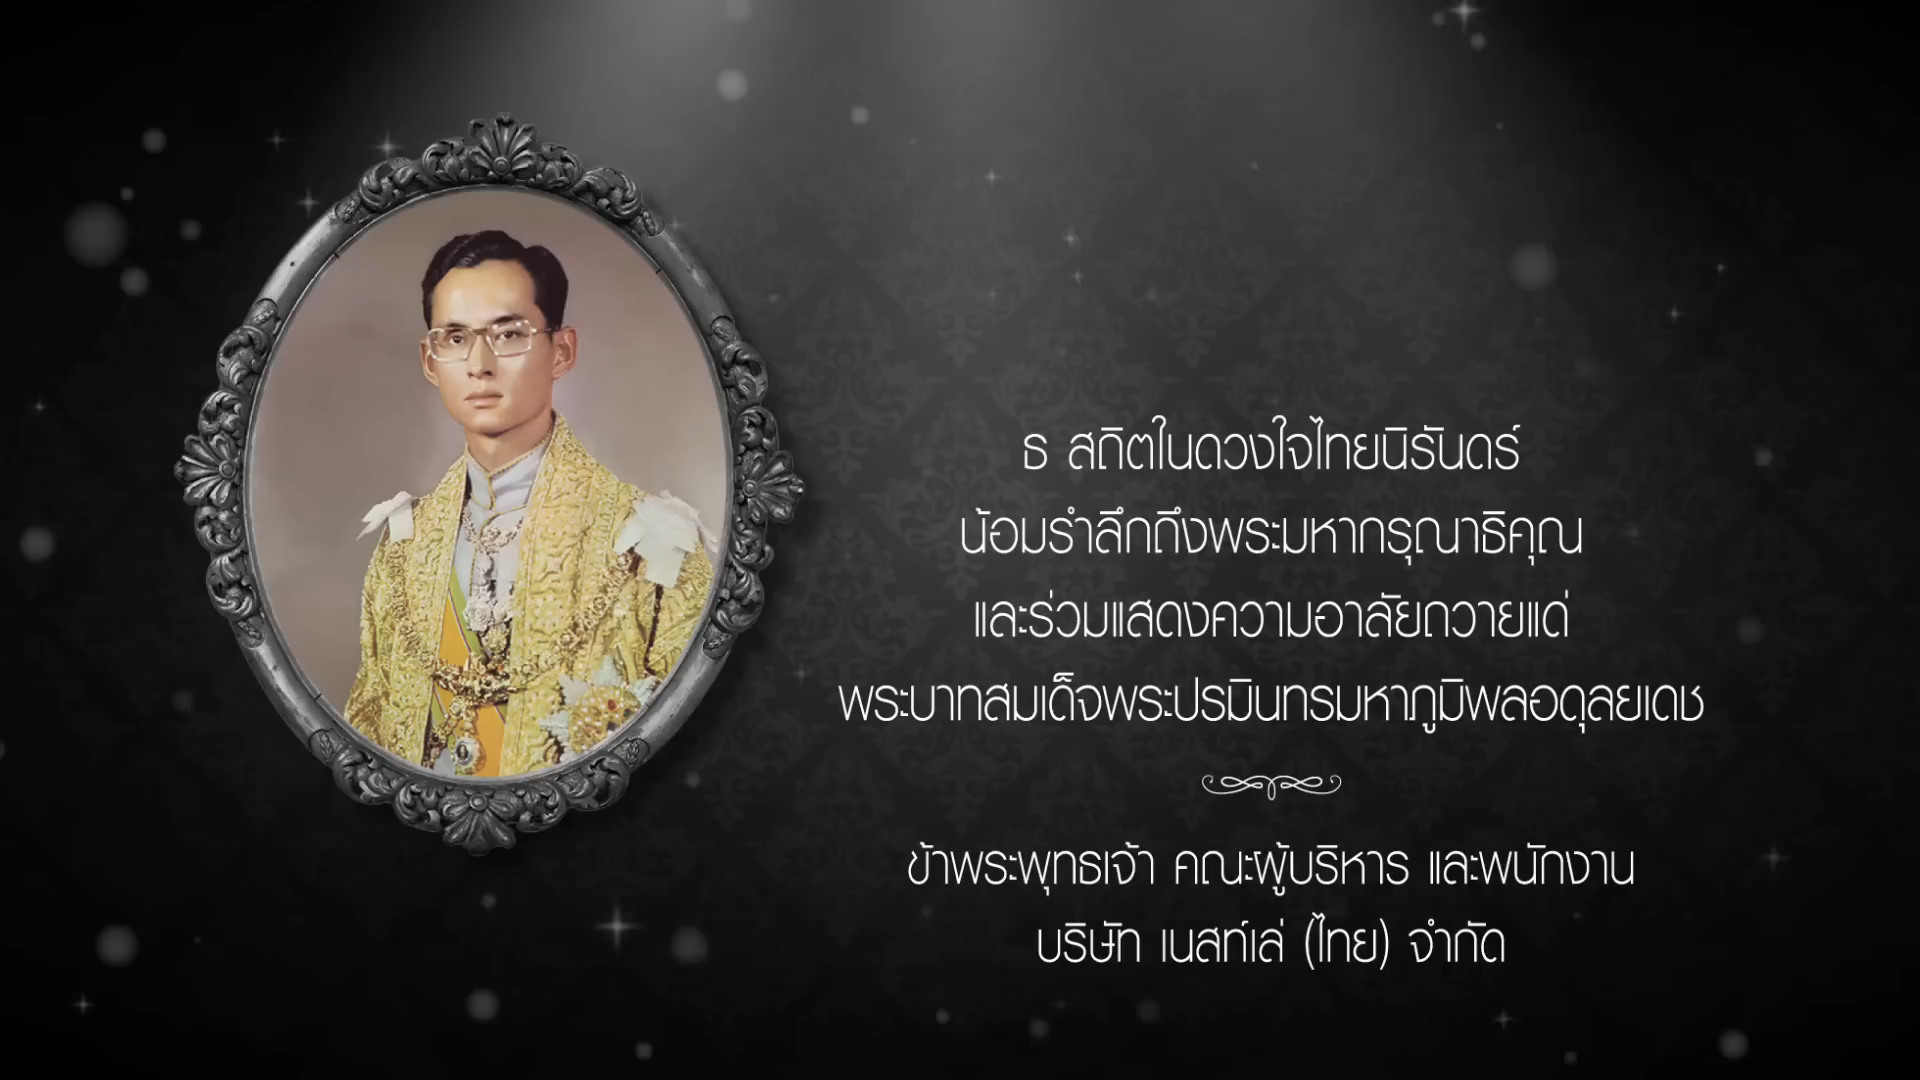 ธ สถิตในดวงใจไทยนิรันดร์
น้อมรำลึกถึงพระมหากรุณาธิคุณ
และร่วมแสดงความอาลัยถวายแด่
พระบาทสมเด็จพระปรมินทรมหาภูมิพลอดุลยเดช
ข้าพระพุทธเจ้า คณะผู้บริหาร และพนักงาน
บริษัท เนสท์เล่ (ไทย) จำกัด